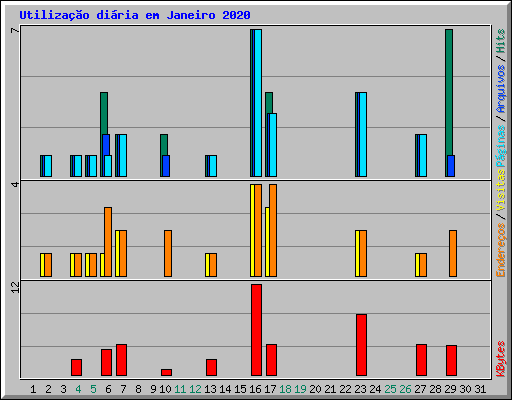 Utilização diária em Janeiro 2020
7
4
12
Páginas / Arquivos / Hits
Endereços / Visitas
KBytes
1 2 3 4 5 6 7 8 9 10 11 12 13 14 15 16 17 18 19 20 21 22 23 24 25 26 27 28 29 30 31